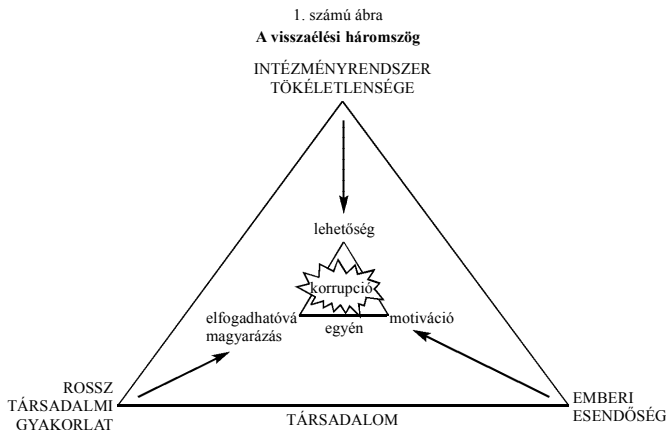 1. számú ábra
A visszaélési háromszög
INTÉZMÉNYRENDSZER
TÖKÉLETLENSÉGE
lehetőség
korrupció
elfogadhatóvá
magyarázás
egyén
motiváció
ROSSZ
TÁRSADALMI
GYAKORLAT
TÁRSADALOM
EMBERI
ESENDŐSÉG